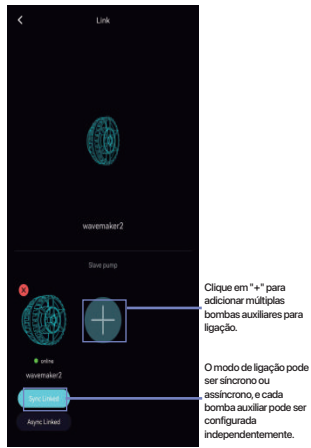 Link
wavemaker2
Slave pump
X
online
wavemaker2
Sync Linked
Async Linked
Clique em "+" para
adicionar múltiplas
bombas auxiliares para
ligação.
O modo de ligação pode
ser síncrono ou
assíncrono, e cada
bomba auxiliar pode ser
configurada
independentemente.